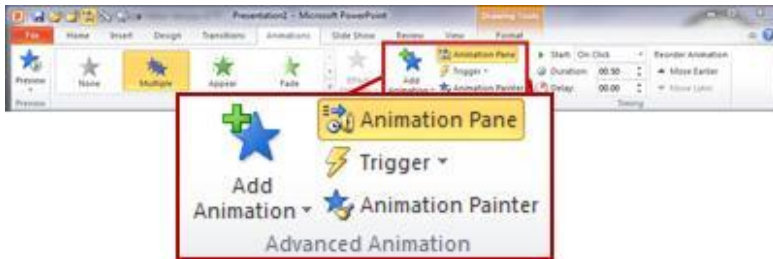 Presentation2 - Microsoft PowerPoint
Drawing Tools
File Home Insert Design Transitions Animations Slide Show Review View Format
Preview
None
Multiple
Appear
Fade
Add
Animation
Animation Pane
Trigger
Animation Painter
Start: On Click
Duration: 00.50
Delay: 00.00
Reorder Animation
Move Earlier
Move Later
Preview
Timing
Add
Animation
Animation Pane
Trigger
Animation Painter
Advanced Animation